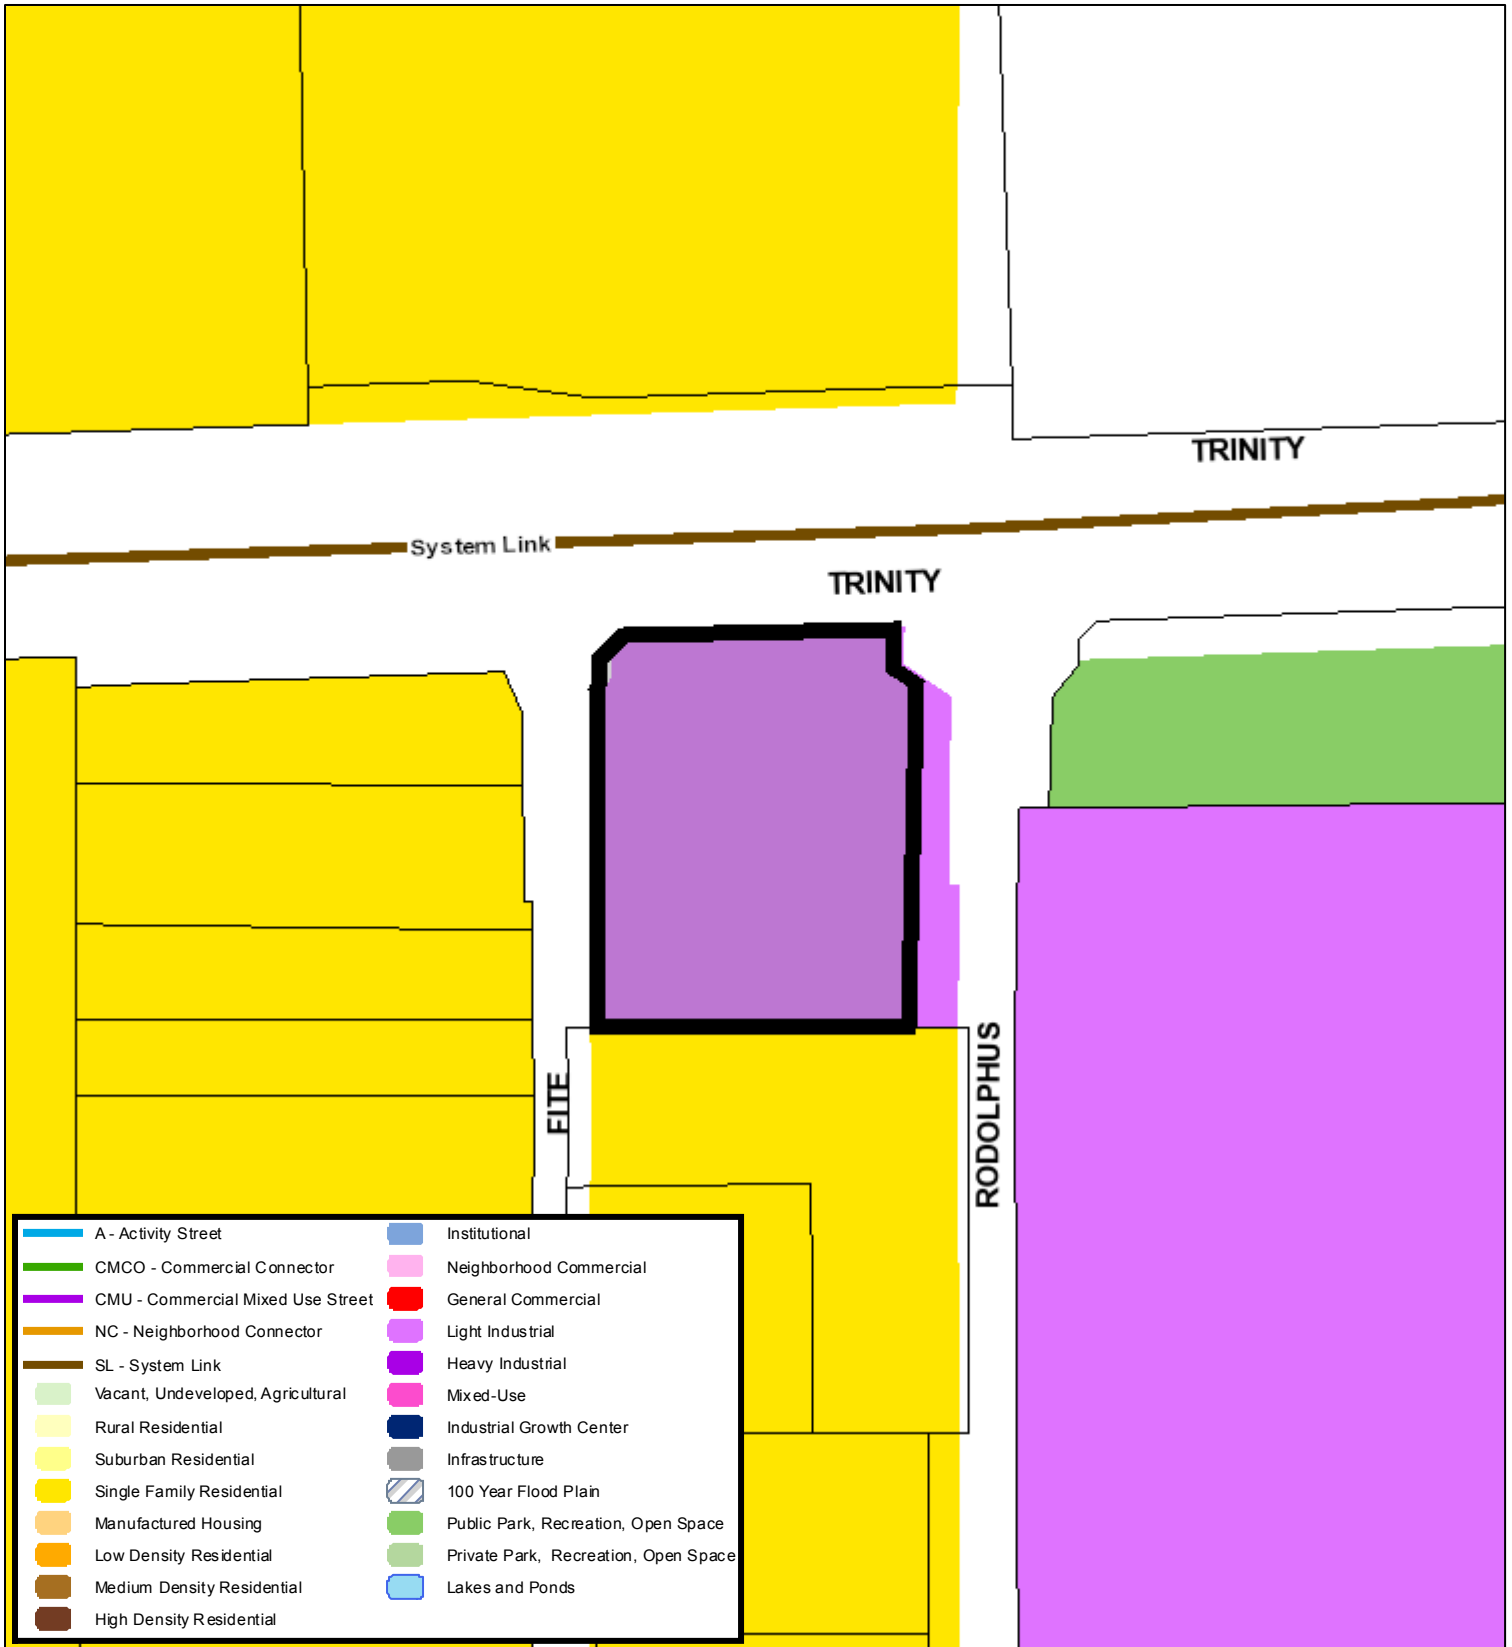 TRINITY
System Link
TRINITY
FITE
RODOLPHUS
A - Activity Street
CMCO - Commercial Connector
CMU - Commercial Mixed Use Street
NC - Neighborhood Connector
SL - System Link
Vacant, Undeveloped, Agricultural
Rural Residential
Suburban Residential
Single Family Residential
Manufactured Housing
Low Density Residential
Medium Density Residential
High Density Residential
Institutional
Neighborhood Commercial
General Commercial
Light Industrial
Heavy Industrial
Mixed-Use
Industrial Growth Center
Infrastructure
100 Year Flood Plain
Public Park, Recreation, Open Space
Private Park, Recreation, Open Space
Lakes and Ponds